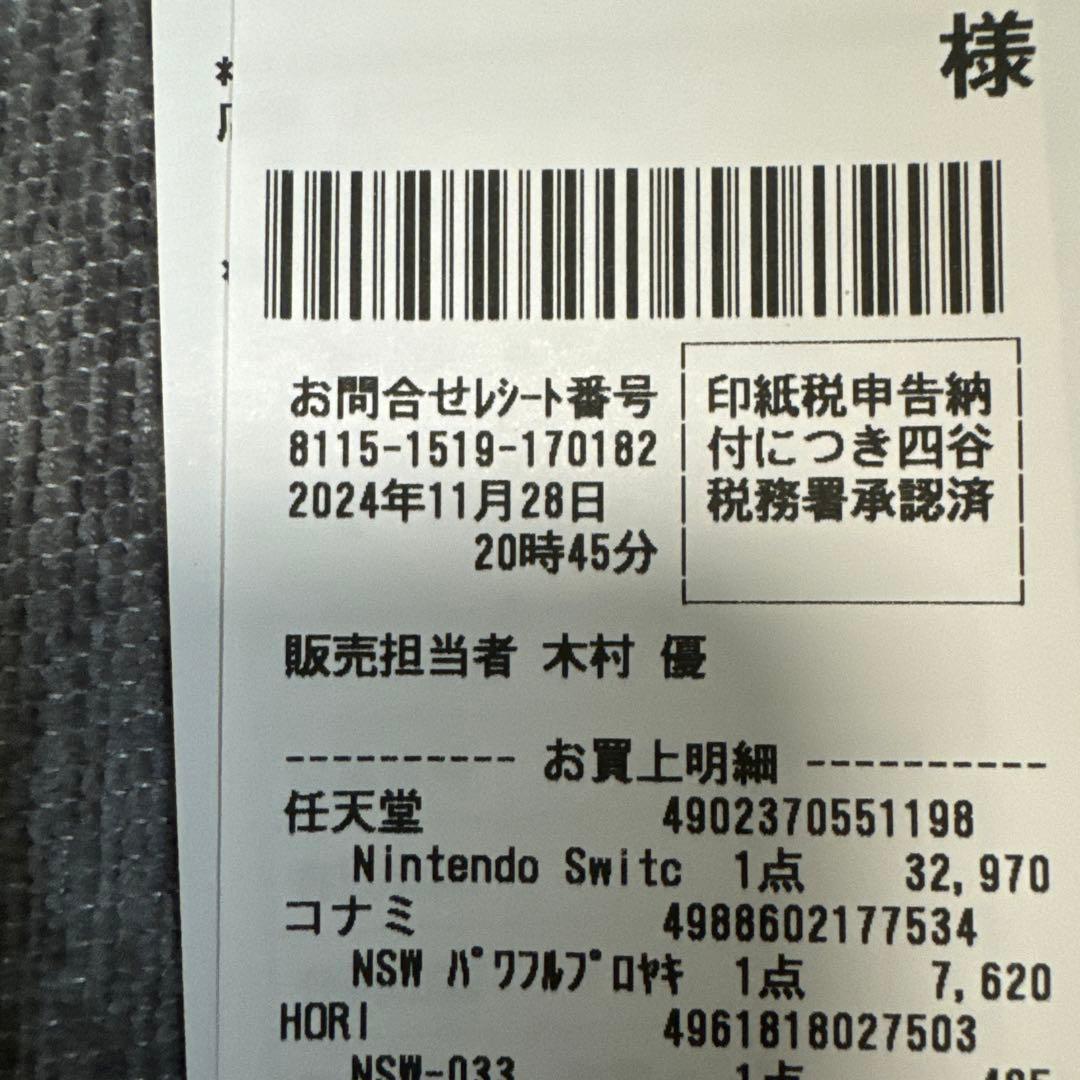 様
お問合せﾚｼｰﾄ番号
8115-1519-170182
2024年11月28日
20時45分
印紙税申告納
付につき四谷
税務署承認済
販売担当者 木村 優
---------- お買上明細 ----------
任天堂 4902370551198
Nintendo Switc 1点 32,970
コナミ 4988602177534
NSW ﾊﾟﾜﾌﾙﾌﾟﾛﾔｷ 1点 7,620
HORI 4961818027503
NSW-033 1点